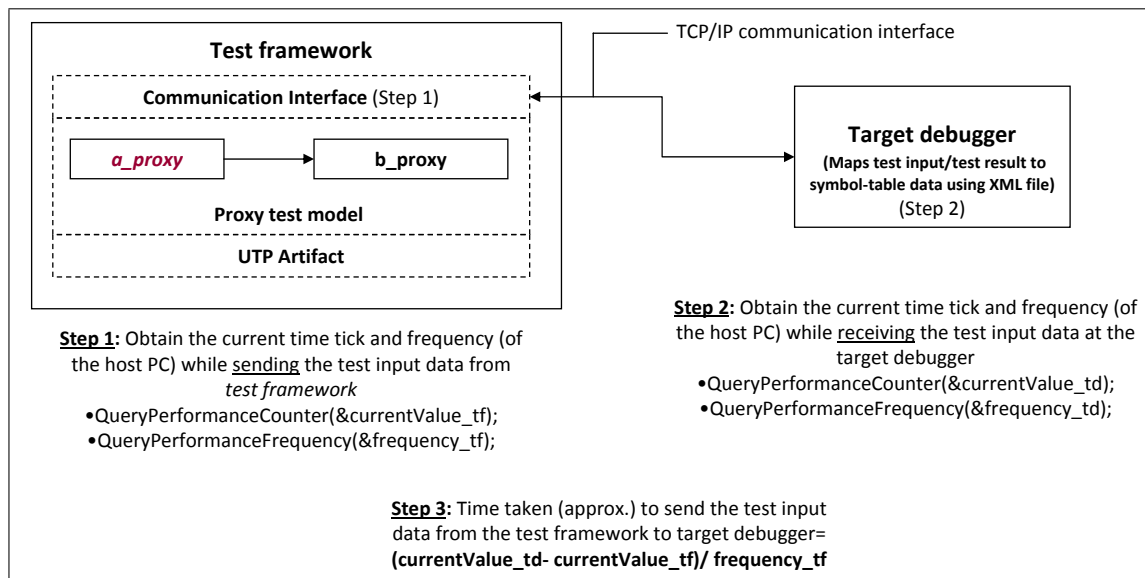 Test framework
TCP/IP communication interface
Communication Interface (Step 1)
a_proxy
b_proxy
Proxy test model
UTP Artifact
Target debugger
(Maps test input/test result to
symbol-table data using XML file)
(Step 2)
Step 1: Obtain the current time tick and frequency (of
the host PC) while sending the test input data from
test framework
•QueryPerformanceCounter(&currentValue_tf);
•QueryPerformanceFrequency(&frequency_tf);
Step 2: Obtain the current time tick and frequency (of
the host PC) while receiving the test input data at the
target debugger
•QueryPerformanceCounter(&currentValue_td);
•QueryPerformanceFrequency(&frequency_td);
Step 3: Time taken (approx.) to send the test input
data from the test framework to target debugger=
(currentValue_td- currentValue_tf)/ frequency_tf